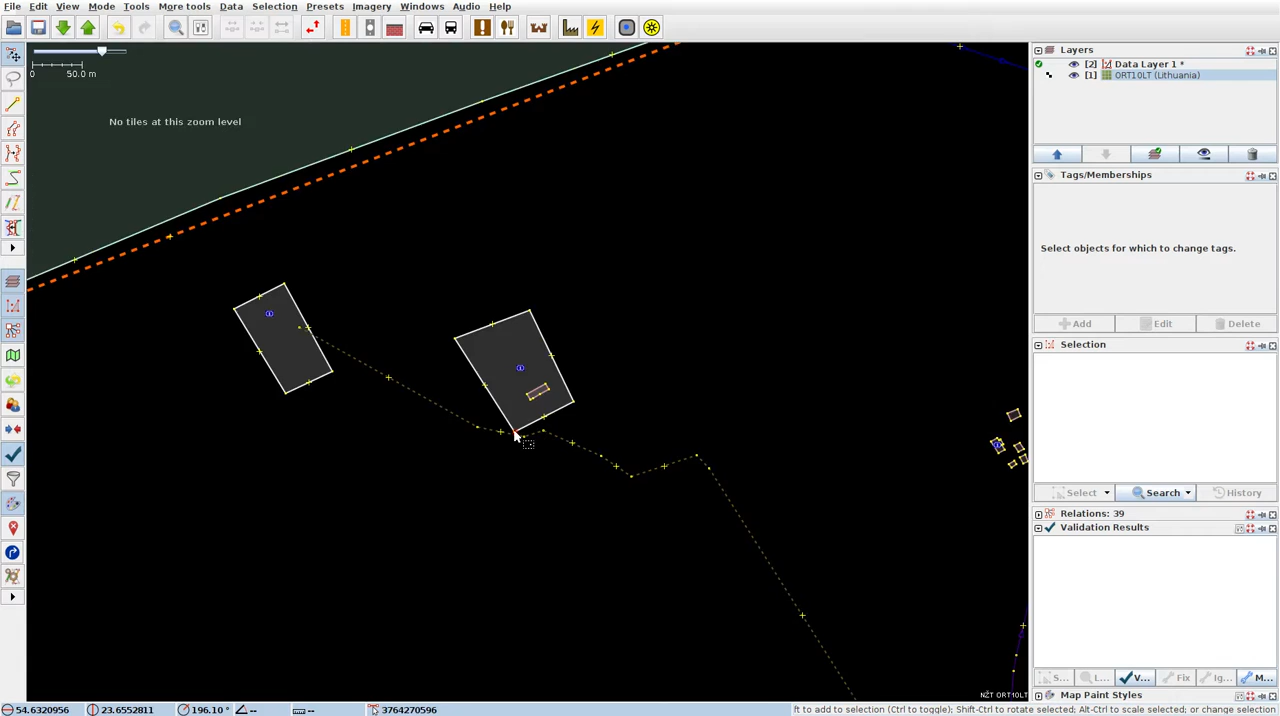 File Edit View Mode Tools More tools Data Selection Presets Imagery Windows Audio Help
0 50.0 m
No tiles at this zoom level
NŽT ORT10LT
Layers
[2] Data Layer 1 *
[1] ORT10LT (Lithuania)
Tags/Memberships
Select objects for which to change tags.
Add Edit Delete
Selection
Select Search History
Relations: 39
Validation Results
S... L... V... Fix Ig... M...
Map Paint Styles
54.6320956 23.6552811 196.10° -- -- 3764270596 ft to add to selection (Ctrl to toggle); Shift-Ctrl to rotate selected; Alt-Ctrl to scale selected; or change selection